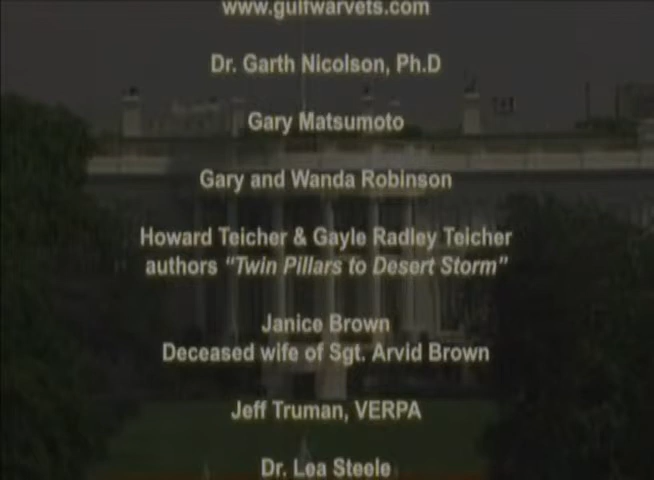 www.gulfwarvets.com
Dr. Garth Nicolson, Ph.D
Gary Matsumoto
Gary and Wanda Robinson
Howard Teicher & Gayle Radley Teicher
authors “Twin Pillars to Desert Storm”
Janice Brown
Deceased wife of Sgt. Arvid Brown
Jeff Truman, VERPA
Dr. Lea Steele